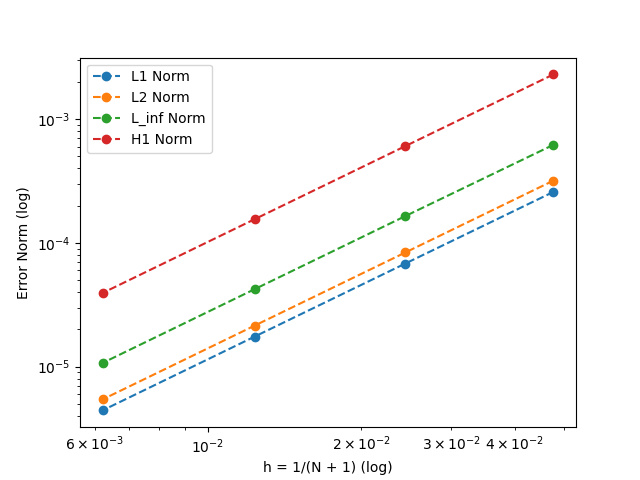 L1 Norm
L2 Norm
L_inf Norm
H1 Norm
10⁻³
10⁻⁴
10⁻⁵
Error Norm (log)
6 × 10⁻³
10⁻²
2 × 10⁻²
3 × 10⁻²
4 × 10⁻²
h = 1/(N + 1) (log)